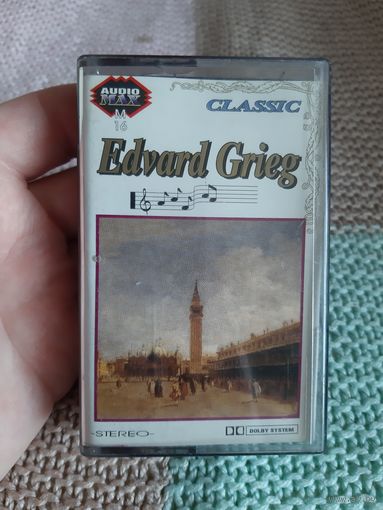 AUDIO
MAX
M
16
CLASSIC
Edvard Grieg
-STEREO-
DOLBY SYSTEM